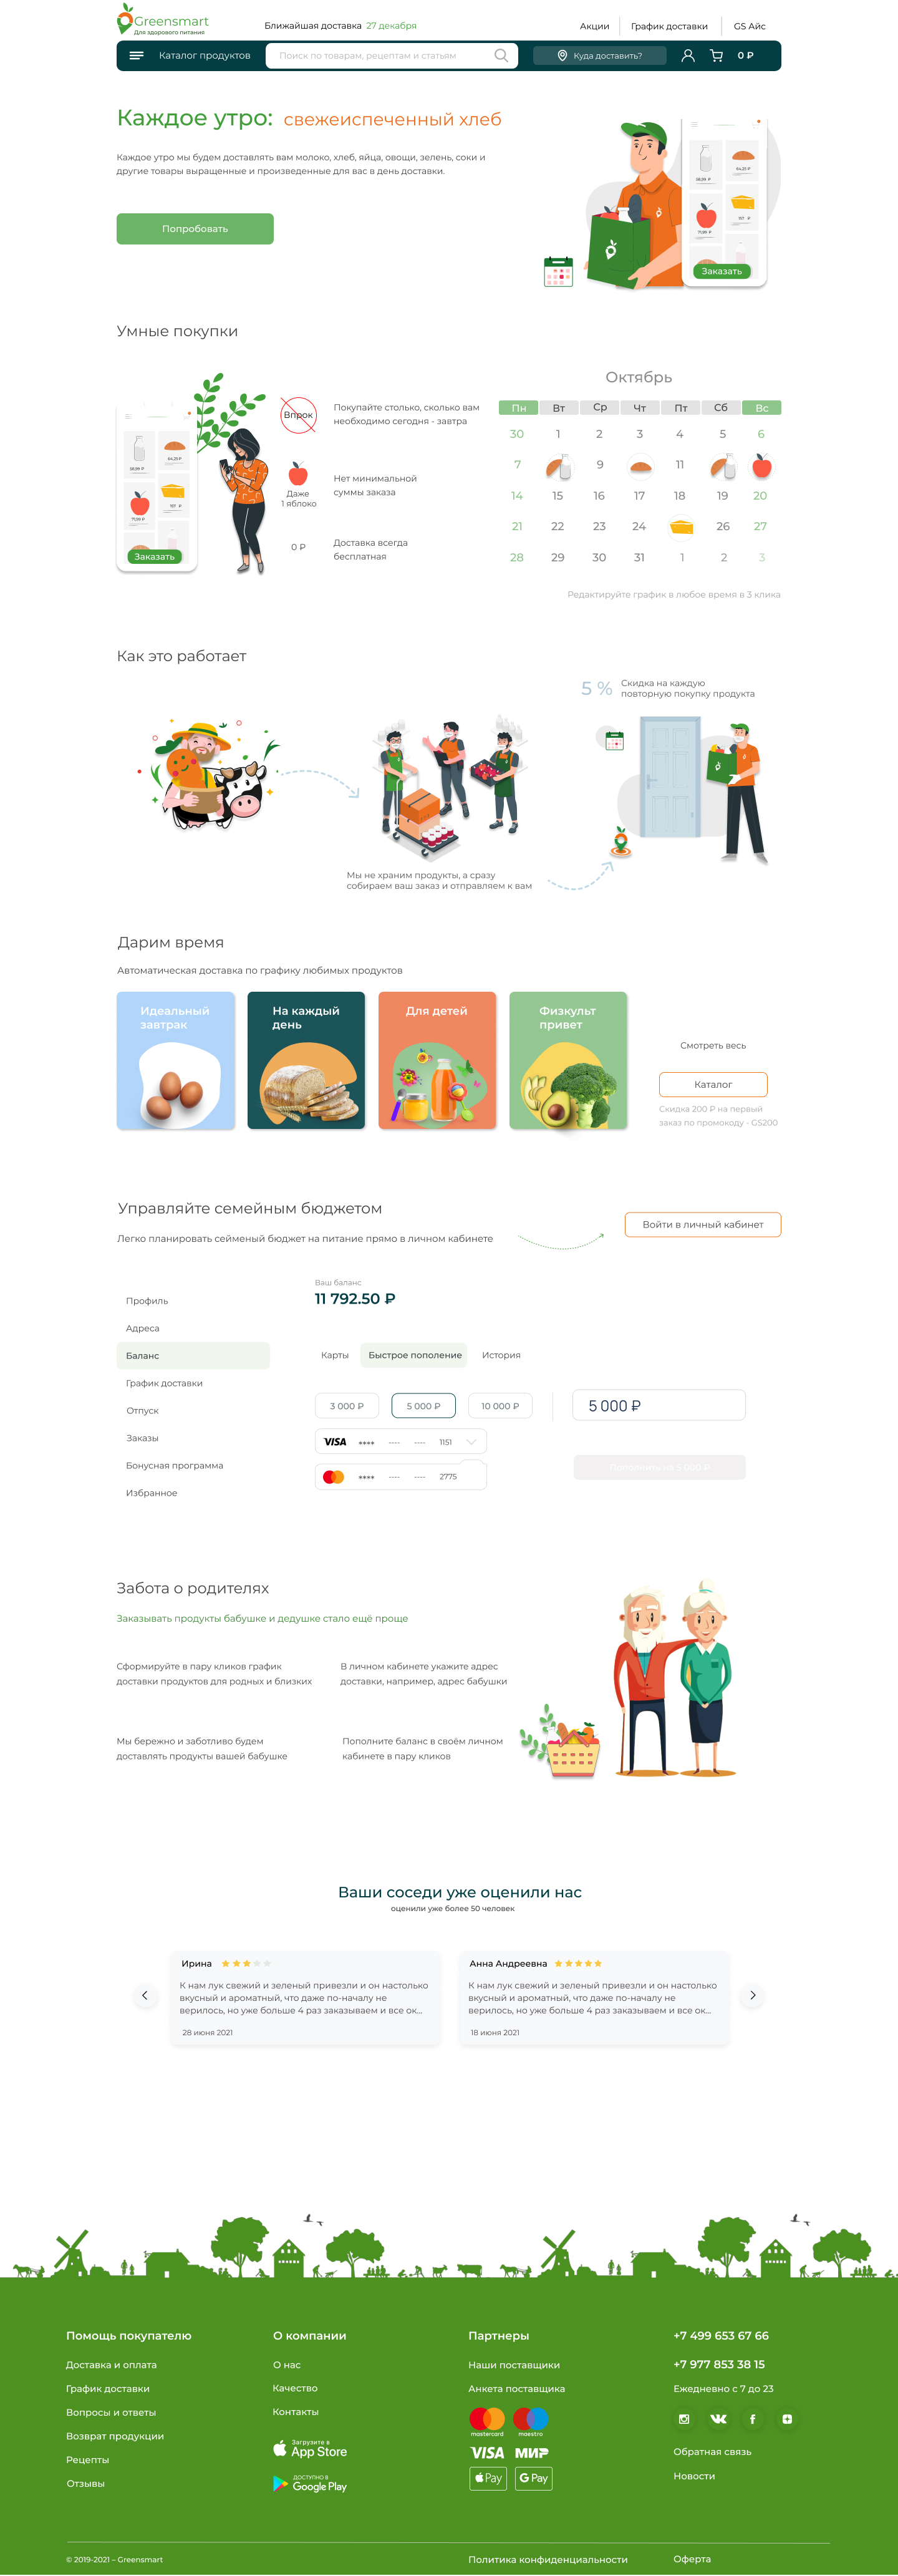 Greensmart
Для здорового питания
Ближайшая доставка 27 декабря
Акции
График доставки
GS Айс
Каталог продуктов
Поиск по товарам, рецептам и статьям
Куда доставить?
0 ₽
Каждое утро: свежеиспеченный хлеб
Каждое утро мы будем доставлять вам молоко, хлеб, яйца, овощи, зелень, соки и
другие товары выращенные и произведенные для вас в день доставки.
Попробовать
38,99 ₽
64,25 ₽
71,99 ₽
157 ₽
Заказать
Умные покупки
38,99 ₽
64,25 ₽
71,99 ₽
157 ₽
Заказать
Впрок
Покупайте столько, сколько вам
необходимо сегодня - завтра
Даже
1 яблоко
Нет минимальной
суммы заказа
0 ₽
Доставка всегда
бесплатная
Октябрь
Пн Вт Ср Чт Пт Сб Вс
30 1 2 3 4 5 6
7 9 11
14 15 16 17 18 19 20
21 22 23 24 26 27
28 29 30 31 1 2 3
Редактируйте график в любое время в 3 клика
Как это работает
5 %
Скидка на каждую
повторную покупку продукта
Мы не храним продукты, а сразу
собираем ваш заказ и отправляем к вам
Дарим время
Автоматическая доставка по графику любимых продуктов
Идеальный
завтрак
На каждый
день
Для детей
Физкульт
привет
Смотреть весь
Каталог
Скидка 200 ₽ на первый
заказ по промокоду - GS200
Управляйте семейным бюджетом
Легко планировать сейменый бюджет на питание прямо в личном кабинете
Войти в личный кабинет
Профиль
Адреса
Баланс
График доставки
Отпуск
Заказы
Бонусная программа
Избранное
Ваш баланс
11 792.50 ₽
Карты
Быстрое пополение
История
3 000 ₽
5 000 ₽
10 000 ₽
5 000 ₽
VISA **** ---- ---- 1151
**** ---- ---- 2775
Пополнить на 5 000 ₽
Забота о родителях
Заказывать продукты бабушке и дедушке стало ещё проще
Сформируйте в пару кликов график
доставки продуктов для родных и близких
В личном кабинете укажите адрес
доставки, например, адрес бабушки
Мы бережно и заботливо будем
доставлять продукты вашей бабушке
Пополните баланс в своём личном
кабинете в пару кликов
Ваши соседи уже оценили нас
оценили уже более 50 человек
Ирина
К нам лук свежий и зеленый привезли и он настолько
вкусный и ароматный, что даже по-началу не
верилось, но уже больше 4 раз заказываем и все ок...
28 июня 2021
Анна Андреевна
К нам лук свежий и зеленый привезли и он настолько
вкусный и ароматный, что даже по-началу не
верилось, но уже больше 4 раз заказываем и все ок...
18 июня 2021
Помощь покупателю
Доставка и оплата
График доставки
Вопросы и ответы
Возврат продукции
Рецепты
Отзывы
О компании
О нас
Качество
Контакты
Загрузите в
App Store
ДОСТУПНО В
Google Play
Партнеры
Наши поставщики
Анкета поставщика
mastercard
maestro
VISA
МИР
Pay
G Pay
+7 499 653 67 66
+7 977 853 38 15
Ежедневно с 7 до 23
Обратная связь
Новости
© 2019-2021 – Greensmart
Политика конфиденциальности
Оферта